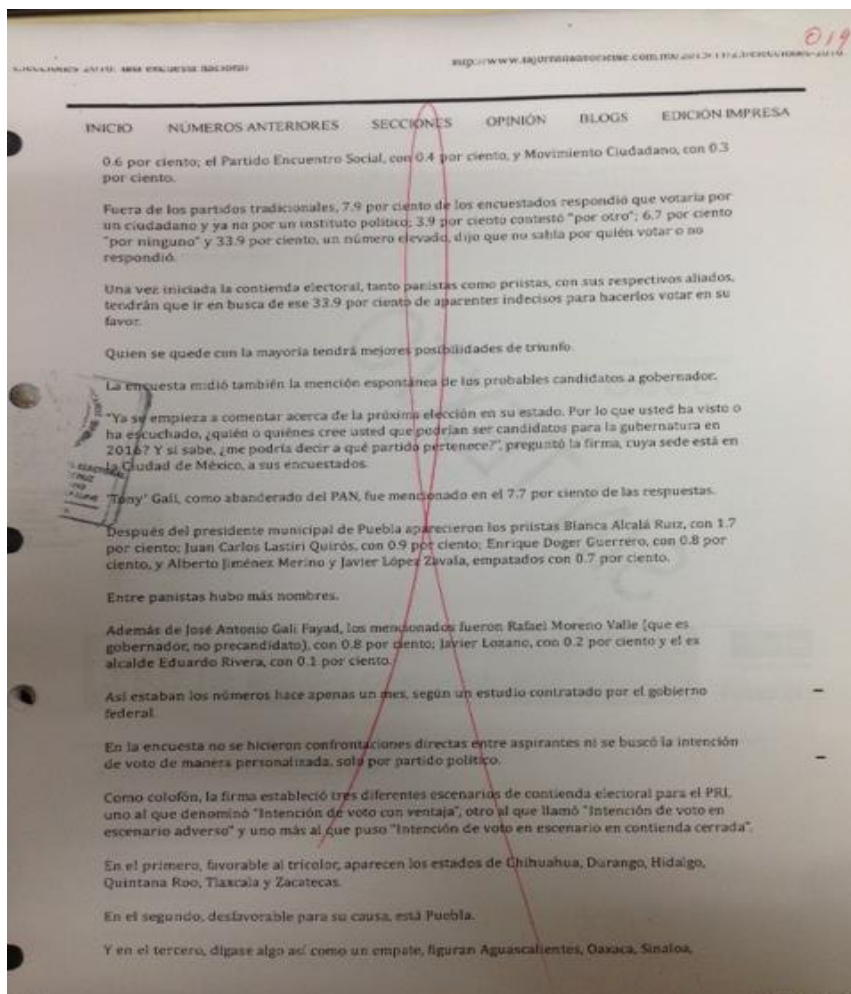 019
elecciones 2016: una encuesta nacional
INICIO NÚMEROS ANTERIORES SECCIONES OPINIÓN BLOGS EDICIÓN IMPRESA
0.6 por ciento; el Partido Encuentro Social, con 0.4 por ciento, y Movimiento Ciudadano, con 0.3
por ciento.
Fuera de los partidos tradicionales, 7.9 por ciento de los encuestados respondió que votaría por
un ciudadano y ya no por un instituto político; 3.9 por ciento contestó "por otro"; 6.7 por ciento
"por ninguno" y 33.9 por ciento, un número elevado, dijo que no sabía por quién votar o no
respondió.
Una vez iniciada la contienda electoral, tanto panistas como priistas, con sus respectivos aliados,
tendrán que ir en busca de ese 33.9 por ciento de aparentes indecisos para hacerlos votar en su
favor.
Quien se quede con la mayoría tendrá mejores posibilidades de triunfo.
La encuesta midió también la mención espontánea de los probables candidatos a gobernador.
"Ya se empieza a comentar acerca de la próxima elección en su estado. Por lo que usted ha visto o
ha escuchado, ¿quién o quiénes cree usted que podrían ser candidatos para la gubernatura en
2016? Y si sabe, ¿me podría decir a qué partido pertenece?", preguntó la firma, cuya sede está en
la Ciudad de México, a sus encuestados.
"Tony" Gali, como abanderado del PAN, fue mencionado en el 7.7 por ciento de las respuestas.
Después del presidente municipal de Puebla aparecieron los priistas Blanca Alcalá Ruiz, con 1.7
por ciento; Juan Carlos Lastiri Quirós, con 0.9 por ciento; Enrique Doger Guerrero, con 0.8 por
ciento, y Alberto Jiménez Merino y Javier López Zavala, empatados con 0.7 por ciento.
Entre panistas hubo más nombres.
Además de José Antonio Gali Fayad, los mencionados fueron Rafael Moreno Valle (que es
gobernador, no precandidato), con 0.8 por ciento; Javier Lozano, con 0.2 por ciento y el ex
alcalde Eduardo Rivera, con 0.1 por ciento.
Así estaban los números hace apenas un mes, según un estudio contratado por el gobierno
federal.
En la encuesta no se hicieron confrontaciones directas entre aspirantes ni se buscó la intención
de voto de manera personalizada, solo por partido político.
Como colofón, la firma estableció tres diferentes escenarios de contienda electoral para el PRI,
uno al que denominó "Intención de voto con ventaja", otro al que llamó "Intención de voto en
escenario adverso" y uno más al que puso "Intención de voto en escenario en contienda cerrada".
En el primero, favorable al tricolor, aparecen los estados de Chihuahua, Durango, Hidalgo,
Quintana Roo, Tlaxcala y Zacatecas.
En el segundo, desfavorable para su causa, está Puebla.
Y en el tercero, dígase algo así como un empate, figuran Aguascalientes, Oaxaca, Sinaloa,